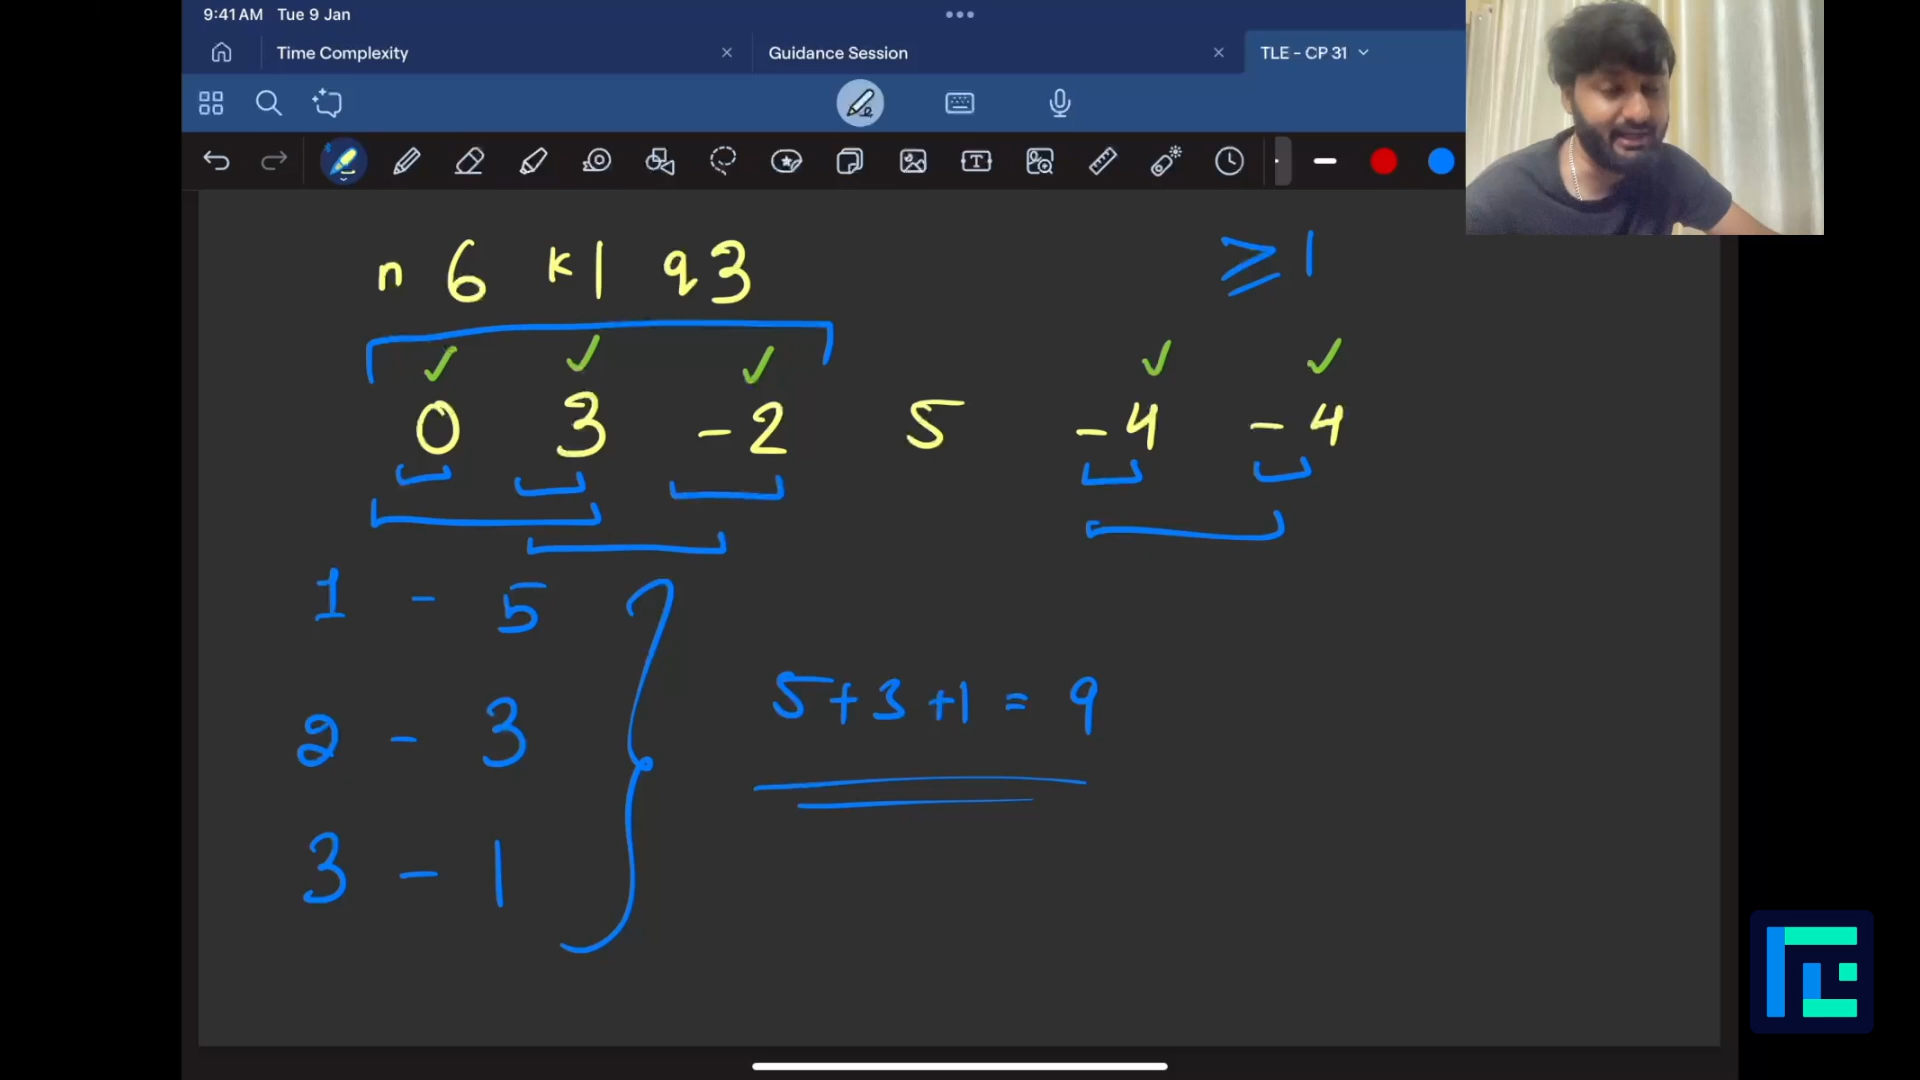 9:41 AM Tue 9 Jan
Time Complexity Guidance Session TLE - CP 31
n 6 k 1 q 3 ≥ 1
0 3 -2 5 -4 -4
1 - 5
2 - 3
5+3+1 = 9
3 - 1